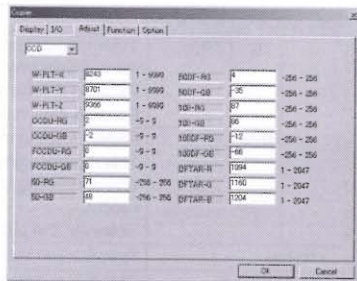 Copier
Display I/O Adjust Function Option
CCD
W-PLT-X 8243 1 - 9999 50DF-RG 4 -256 - 256
W-PLT-Y 8701 1 - 9999 50DF-GB -35 -256 - 256
W-PLT-Z 9366 1 - 9999 100-RG 87 -256 - 256
CCDU-RG 2 -9 - 9 100-GB 86 -256 - 256
CCDU-GB -2 -9 - 9 100DF-RG -12 -256 - 256
FCCDU-RG 0 -9 - 9 100DF-GB -66 -256 - 256
FCCDU-GB 0 -9 - 9 DFTAR-R 1094 1 - 2047
50-RG 71 -256 - 256 DFTAR-G 1160 1 - 2047
50-GB 48 -256 - 256 DFTAR-B 1204 1 - 2047
Ok Cancel